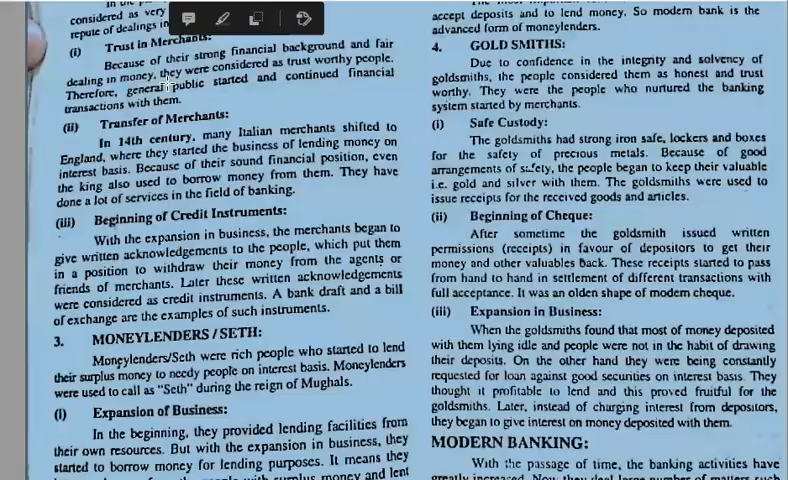 considered as very
repute of dealings in
(i) Trust in Merchants:
Because of their strong financial background and fair
dealing in money, they were considered as trust worthy people.
Therefore, general public started and continued financial
transactions with them.
(ii) Transfer of Merchants:
In 14th century, many Italian merchants shifted to
England, where they started the business of lending money on
interest basis. Because of their sound financial position, even
the king also used to borrow money from them. They have
done a lot of services in the field of banking.
(iii) Beginning of Credit Instruments:
With the expansion in business, the merchants began to
give written acknowledgements to the people, which put them
in a position to withdraw their money from the agents or
friends of merchants. Later these written acknowledgements
were considered as credit instruments. A bank draft and a bill
of exchange are the examples of such instruments.
3. MONEYLENDERS / SETH:
Moneylenders/Seth were rich people who started to lend
their surplus money to needy people on interest basis. Moneylenders
were used to call as "Seth" during the reign of Mughals.
(i) Expansion of Business:
In the beginning, they provided lending facilities from
their own resources. But with the expansion in business, they
started to borrow money for lending purposes. It means they
people with surplus money and lent
accept deposits and to lend money. So modern bank is the
advanced form of moneylenders.
4. GOLD SMITHS:
Due to confidence in the integrity and solvency of
goldsmiths, the people considered them as honest and trust
worthy. They were the people who nurtured the banking
system started by merchants.
(i) Safe Custody:
The goldsmiths had strong iron safe, lockers and boxes
for the safety of precious metals. Because of good
arrangements of safety, the people began to keep their valuable
i.e. gold and silver with them. The goldsmiths were used to
issue receipts for the received goods and articles.
(ii) Beginning of Cheque:
After sometime the goldsmith issued written
permissions (receipts) in favour of depositors to get their
money and other valuables back. These receipts started to pass
from hand to hand in settlement of different transactions with
full acceptance. It was an olden shape of modern cheque.
(iii) Expansion in Business:
When the goldsmiths found that most of money deposited
with them lying idle and people were not in the habit of drawing
their deposits. On the other hand they were being constantly
requested for loan against good securities on interest basis. They
thought it profitable to lend and this proved fruitful for the
goldsmiths. Later, instead of charging interest from depositors,
they began to give interest on money deposited with them.
MODERN BANKING:
With the passage of time, the banking activities have
greatly increased. Now they deal large number of matters such